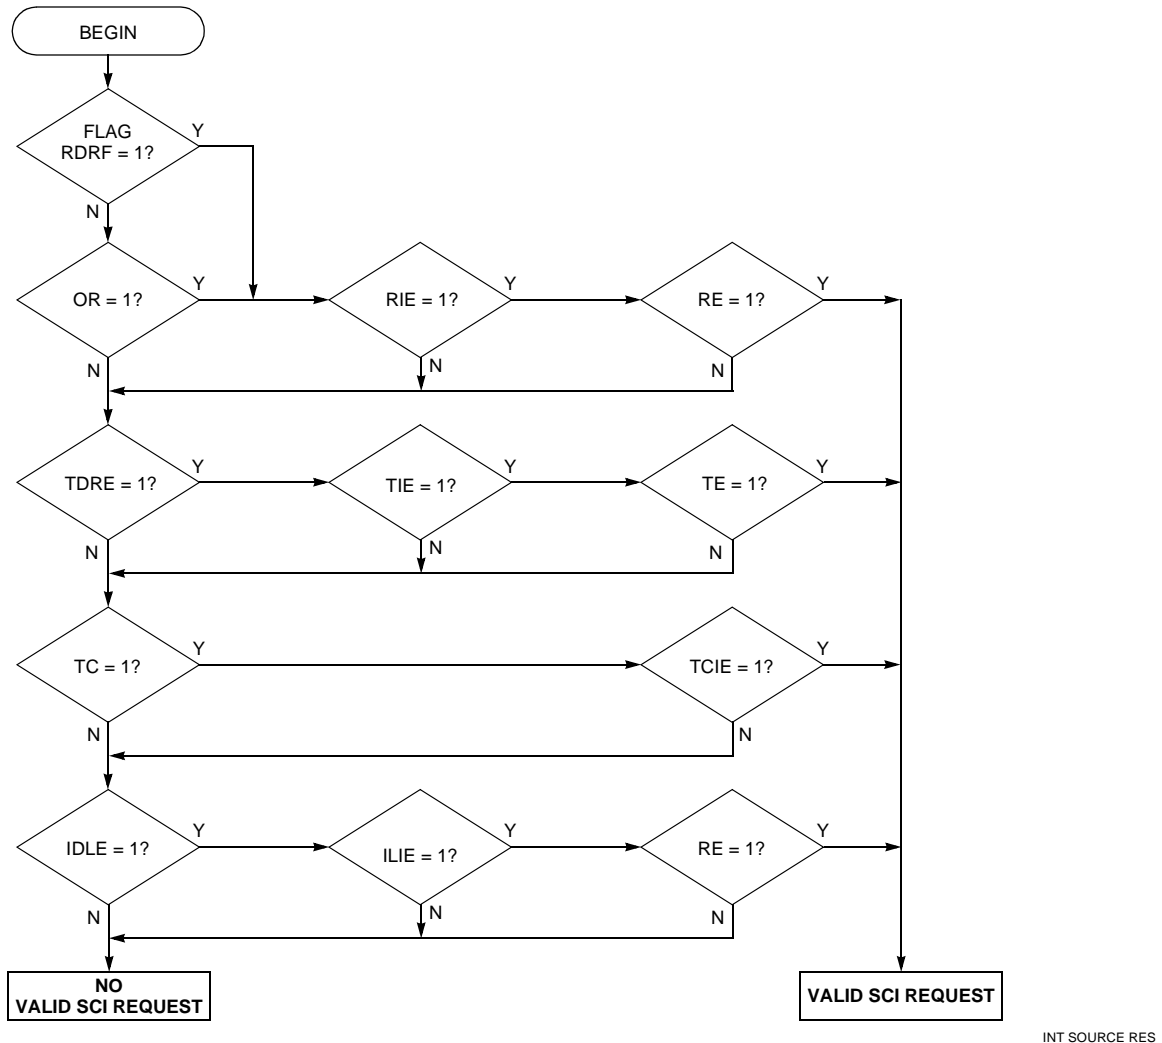 BEGIN
FLAG
RDRF = 1?
Y
N
OR = 1?
Y
RIE = 1?
Y
RE = 1?
Y
N
N
N
TDRE = 1?
Y
TIE = 1?
Y
TE = 1?
Y
N
N
N
TC = 1?
Y
TCIE = 1?
Y
N
N
IDLE = 1?
Y
ILIE = 1?
Y
RE = 1?
Y
N
N
N
NO
VALID SCI REQUEST
VALID SCI REQUEST
INT SOURCE RES